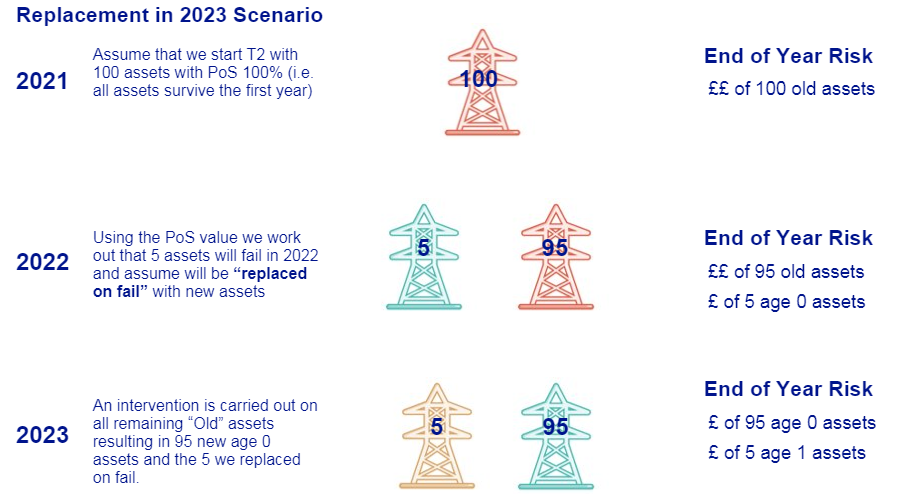 Replacement in 2023 Scenario
2021
Assume that we start T2 with
100 assets with PoS 100% (i.e.
all assets survive the first year)
100
End of Year Risk
££ of 100 old assets
2022
Using the PoS value we work
out that 5 assets will fail in 2022
and assume will be “replaced
on fail” with new assets
5
95
End of Year Risk
££ of 95 old assets
£ of 5 age 0 assets
2023
An intervention is carried out on
all remaining “Old” assets
resulting in 95 new age 0
assets and the 5 we replaced
on fail.
5
95
End of Year Risk
£ of 95 age 0 assets
£ of 5 age 1 assets